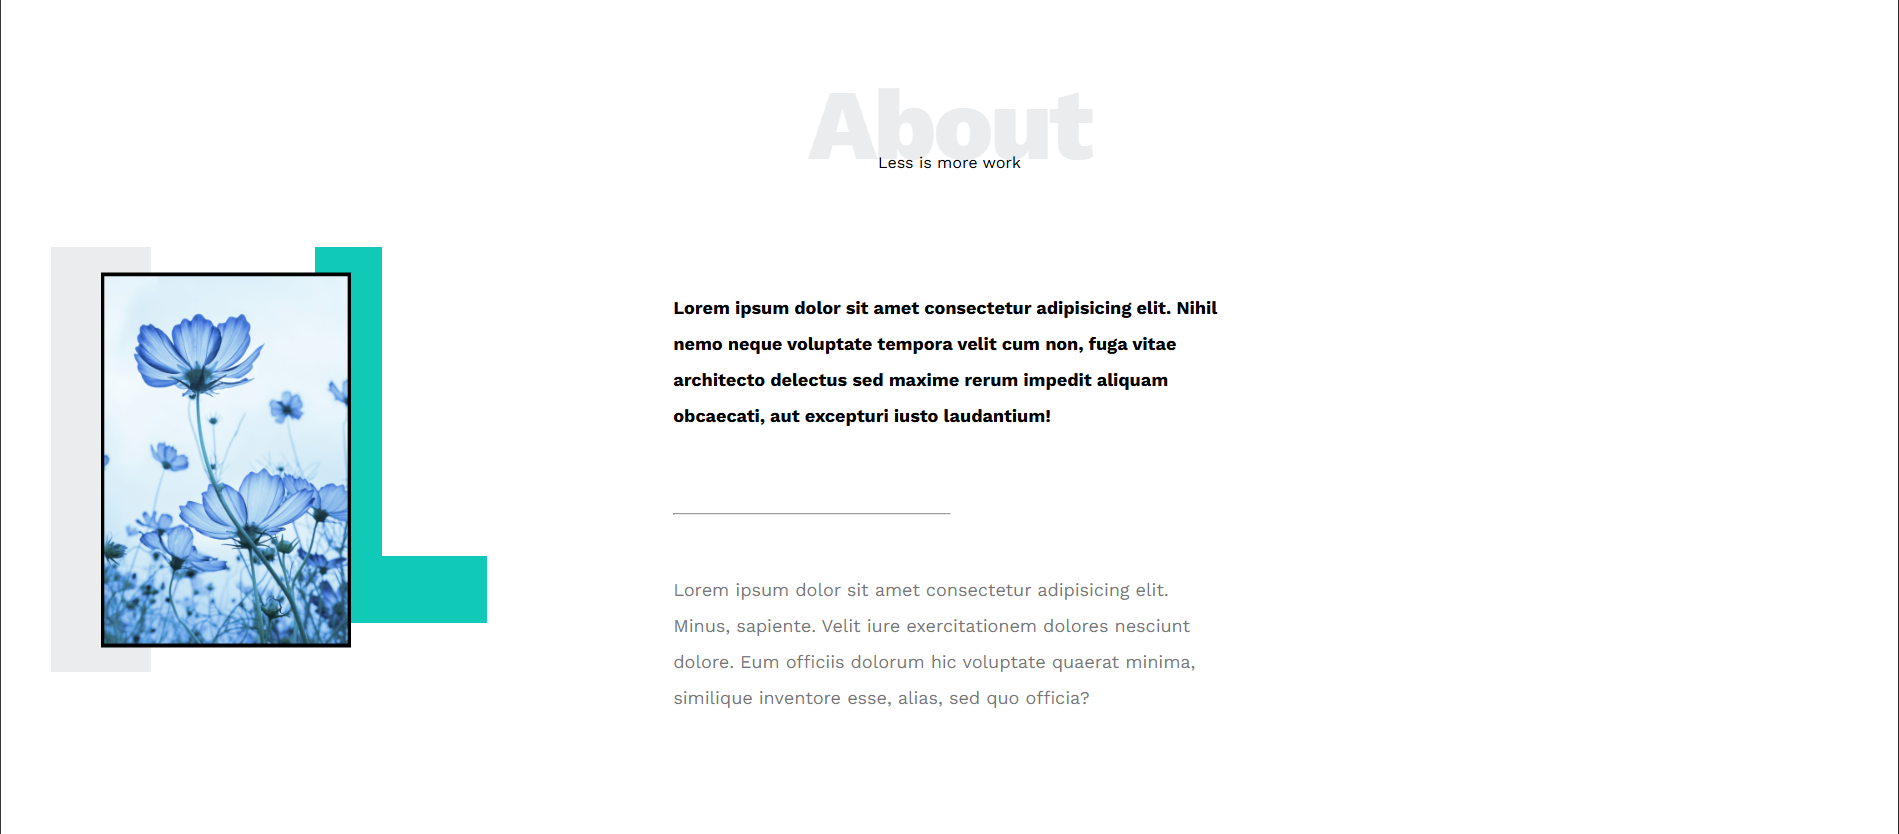 About
Less is more work
Lorem ipsum dolor sit amet consectetur adipisicing elit. Nihil
nemo neque voluptate tempora velit cum non, fuga vitae
architecto delectus sed maxime rerum impedit aliquam
obcaecati, aut excepturi iusto laudantium!
Lorem ipsum dolor sit amet consectetur adipisicing elit.
Minus, sapiente. Velit iure exercitationem dolores nesciunt
dolore. Eum officiis dolorum hic voluptate quaerat minima,
similique inventore esse, alias, sed quo officia?